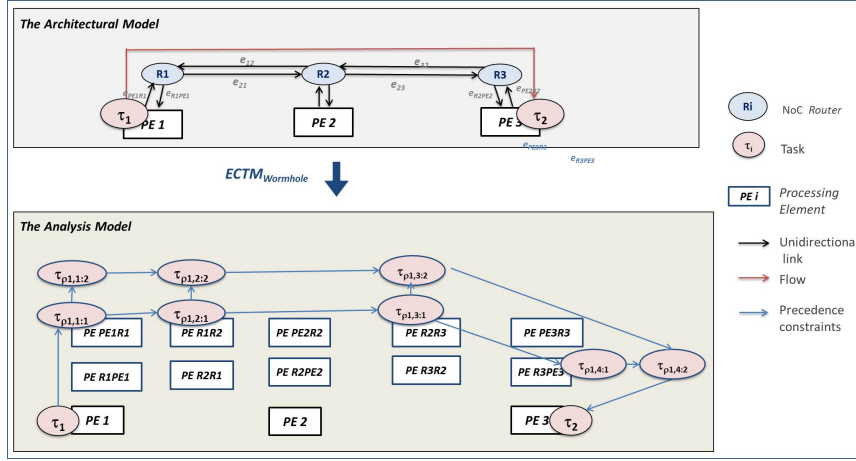 The Architectural Model
e12
e32
R1
R2
R3
ePE1R1
eR1PE1
e21
e23
eR2PE2
τ1
PE 1
PE 2
PE 3
τ2
ePE3R3
eR3PE3
ECTMWormhole
Ri
NoC Router
τi
Task
PE i
Processing
Element
Unidirectiona
link
Flow
Precedence
constraints
The Analysis Model
τρ1,1:2
τρ1,2:2
τρ1,3:2
τρ1,1:1
τρ1,2:1
τρ1,3:1
PE PE1R1
PE R1R2
PE PE2R2
PE R2R3
PE PE3R3
PE R1PE1
PE R2R1
PE R2PE2
PE R3R2
PE R3PE3
τρ1,4:1
τρ1,4:2
τ1
PE 1
PE 2
PE 3
τ2